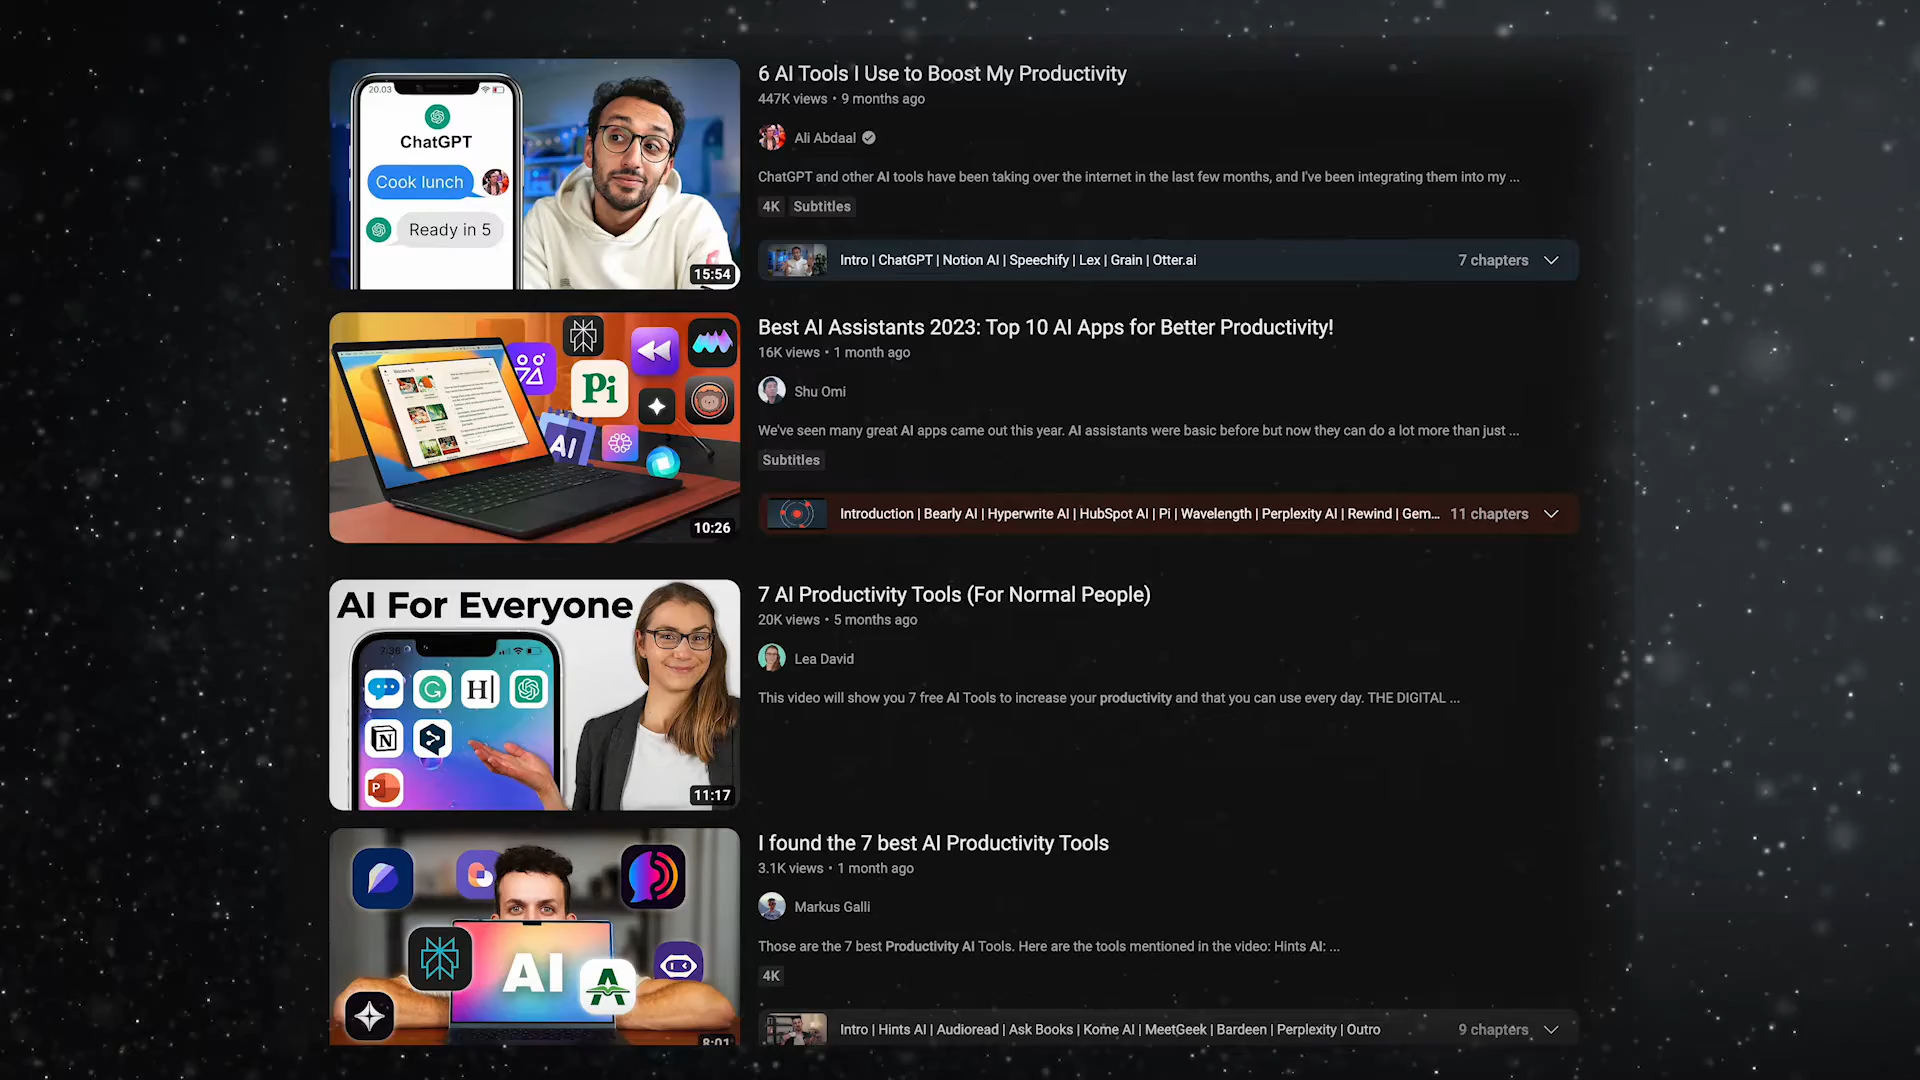 20.03
ChatGPT
Cook lunch
Ready in 5
15:54
6 AI Tools I Use to Boost My Productivity
447K views • 9 months ago
Ali Abdaal
ChatGPT and other AI tools have been taking over the internet in the last few months, and I've been integrating them into my ...
4K Subtitles
Intro | ChatGPT | Notion AI | Speechify | Lex | Grain | Otter.ai 7 chapters
Pi
AI
10:26
Best AI Assistants 2023: Top 10 AI Apps for Better Productivity!
16K views • 1 month ago
Shu Omi
We've seen many great AI apps came out this year. AI assistants were basic before but now they can do a lot more than just ...
Subtitles
Introduction | Bearly AI | Hyperwrite AI | HubSpot AI | Pi | Wavelength | Perplexity AI | Rewind | Gem... 11 chapters
AI For Everyone
7:36
H
N
P
11:17
7 AI Productivity Tools (For Normal People)
20K views • 5 months ago
Lea David
This video will show you 7 free AI Tools to increase your productivity and that you can use every day. THE DIGITAL ...
AI
8:01
I found the 7 best AI Productivity Tools
3.1K views • 1 month ago
Markus Galli
Those are the 7 best Productivity AI Tools. Here are the tools mentioned in the video: Hints AI: ...
4K
Intro | Hints AI | Audioread | Ask Books | Kome AI | MeetGeek | Bardeen | Perplexity | Outro 9 chapters